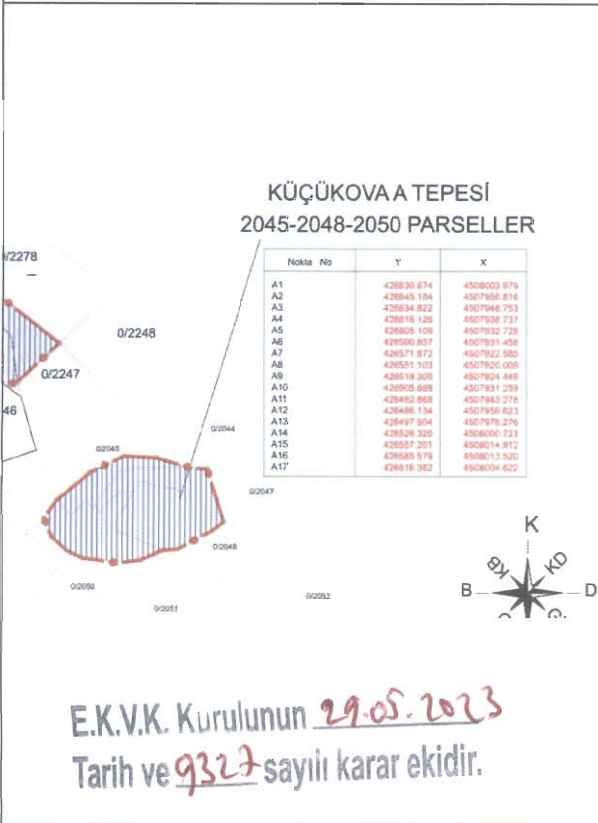 KÜÇÜKOVA A TEPESİ
2045-2048-2050 PARSELLER
Nokta No Y X
A1 426630.674 4508003.979
A2 426645.184 4507956.816
A3 426634.822 4507946.753
A4 426616.126 4507936.737
A5 426605.109 4507932.728
A6 426590.837 4507931.458
A7 426571.872 4507922.585
A8 426551.103 4507920.009
A9 426519.209 4507924.449
A10 426505.688 4507931.259
A11 426492.868 4507943.278
A12 426486.134 4507959.823
A13 426497.504 4507976.276
A14 426526.320 4508000.723
A15 426557.201 4508014.912
A16 426585.579 4508013.520
A17 426616.382 4508004.622
0/2278
0/2248
0/2247
46
0/2044
0/2045
0/2047
0/2048
0/2050
0/2051
0/2052
K
KB KD
B D
E.K.V.K. Kurulunun 29.05.2023
Tarih ve 9327 sayılı karar ekidir.